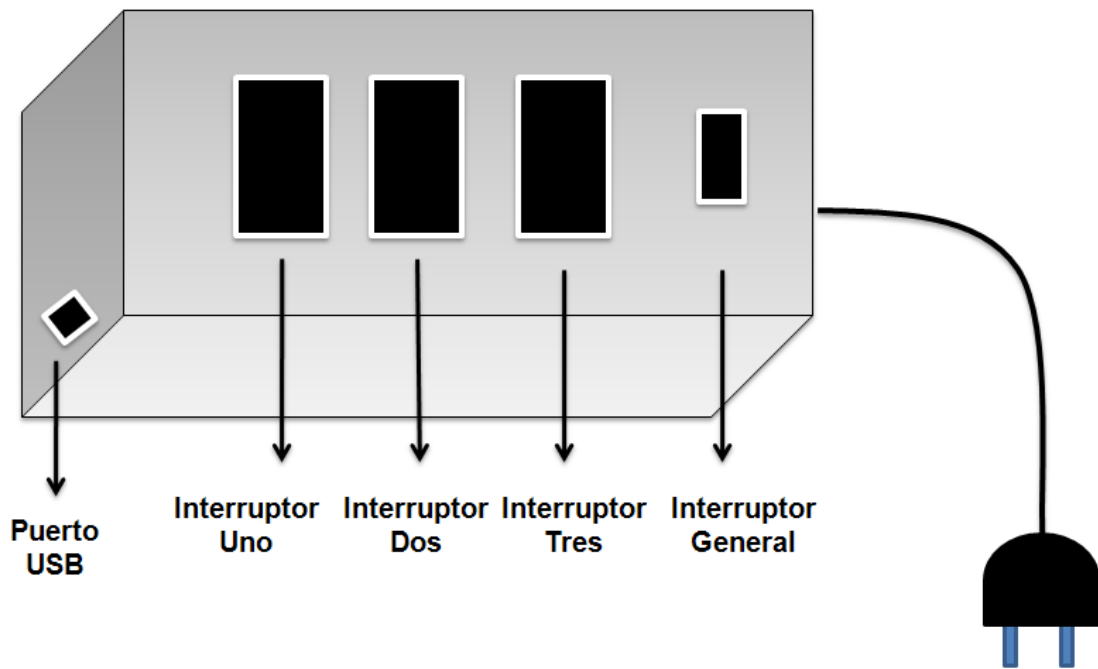 Puerto
USB
Interruptor
Uno
Interruptor
Dos
Interruptor
Tres
Interruptor
General